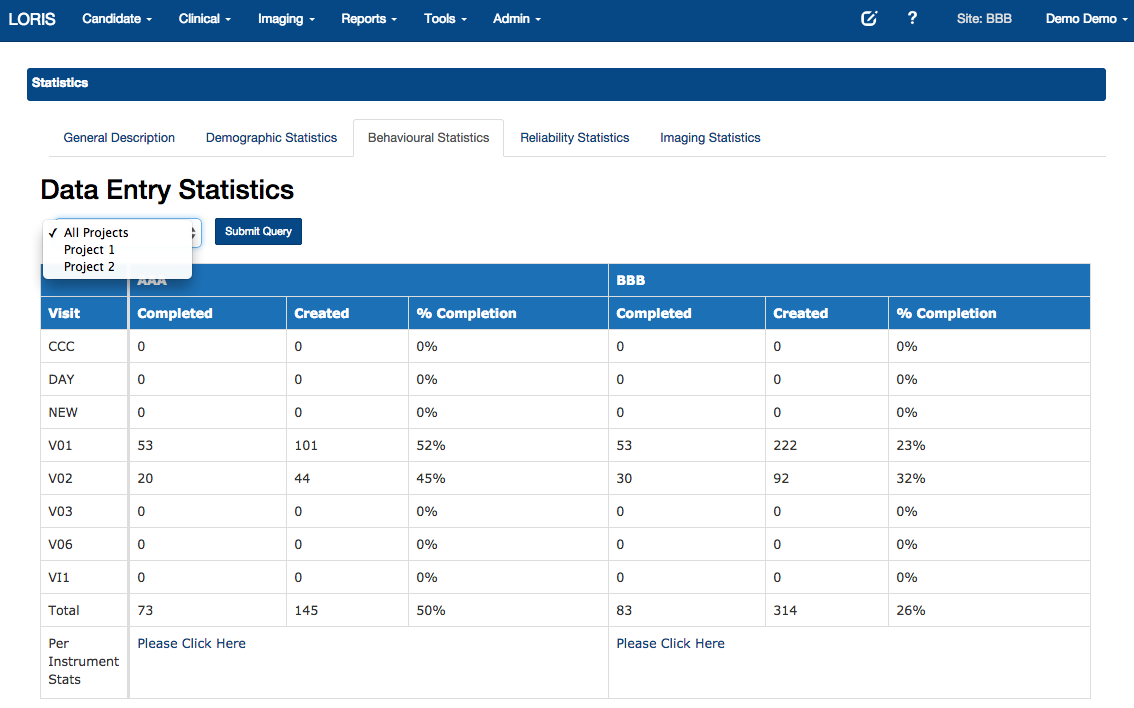 LORIS Candidate Clinical Imaging Reports Tools Admin ? Site: BBB Demo Demo
Statistics
General Description Demographic Statistics Behavioural Statistics Reliability Statistics Imaging Statistics
Data Entry Statistics
✓ All Projects Submit Query
Project 1
Project 2
AAA BBB
Visit Completed Created % Completion Completed Created % Completion
CCC 0 0 0% 0 0 0%
DAY 0 0 0% 0 0 0%
NEW 0 0 0% 0 0 0%
V01 53 101 52% 53 222 23%
V02 20 44 45% 30 92 32%
V03 0 0 0% 0 0 0%
V06 0 0 0% 0 0 0%
VI1 0 0 0% 0 0 0%
Total 73 145 50% 83 314 26%
Per Please Click Here Please Click Here
Instrument
Stats